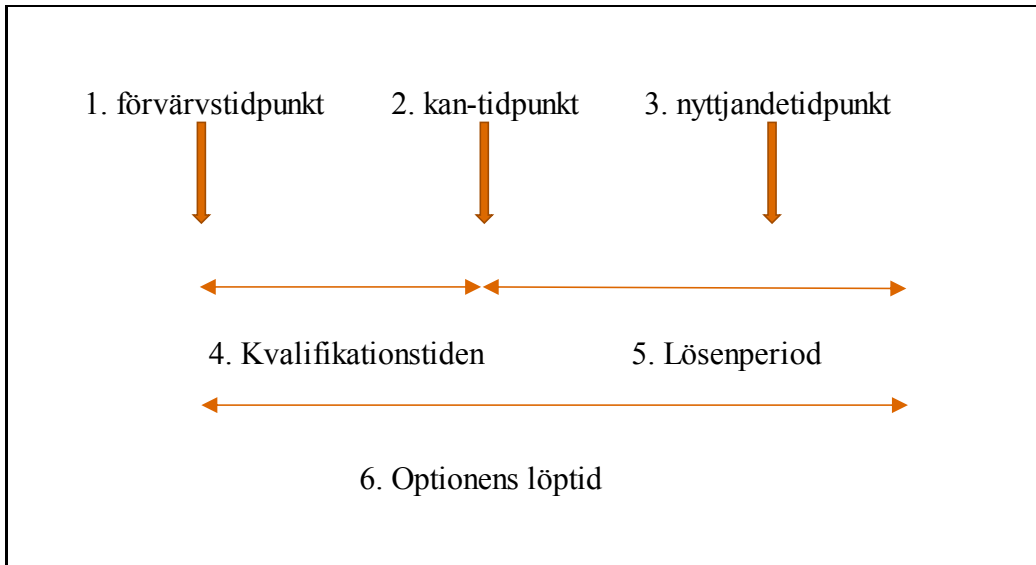 1. förvärvstidpunkt 2. kan-tidpunkt 3. nyttjandetidpunkt
4. Kvalifikationstiden 5. Lösenperiod
6. Optionens löptid